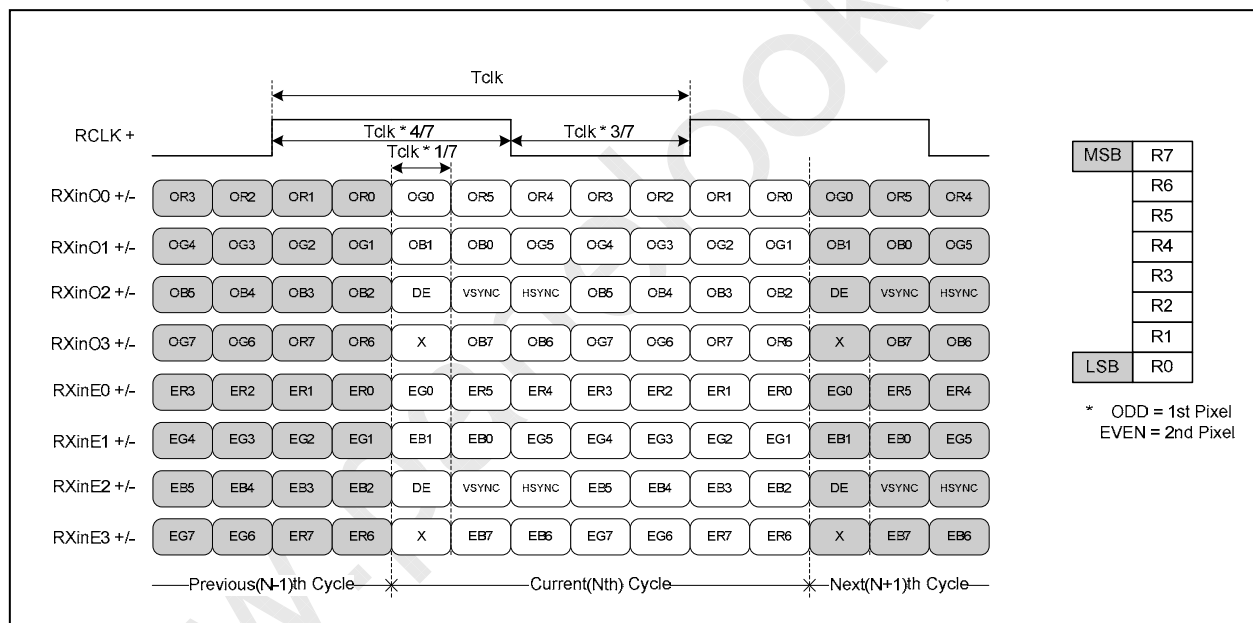 Tclk
RCLK +
Tclk * 4/7
Tclk * 3/7
Tclk * 1/7
RXinO0 +/- OR3 OR2 OR1 OR0 OG0 OR5 OR4 OR3 OR2 OR1 OR0 OG0 OR5 OR4
RXinO1 +/- OG4 OG3 OG2 OG1 OB1 OB0 OG5 OG4 OG3 OG2 OG1 OB1 OB0 OG5
RXinO2 +/- OB5 OB4 OB3 OB2 DE VSYNC HSYNC OB5 OB4 OB3 OB2 DE VSYNC HSYNC
RXinO3 +/- OG7 OG6 OR7 OR6 X OB7 OB6 OG7 OG6 OR7 OR6 X OB7 OB6
RXinE0 +/- ER3 ER2 ER1 ER0 EG0 ER5 ER4 ER3 ER2 ER1 ER0 EG0 ER5 ER4
RXinE1 +/- EG4 EG3 EG2 EG1 EB1 EB0 EG5 EG4 EG3 EG2 EG1 EB1 EB0 EG5
RXinE2 +/- EB5 EB4 EB3 EB2 DE VSYNC HSYNC EB5 EB4 EB3 EB2 DE VSYNC HSYNC
RXinE3 +/- EG7 EG6 ER7 ER6 X EB7 EB6 EG7 EG6 ER7 ER6 X EB7 EB6
Previous(N-1)th Cycle Current(Nth) Cycle Next(N+1)th Cycle
MSB R7
R6
R5
R4
R3
R2
R1
LSB R0
* ODD = 1st Pixel
EVEN = 2nd Pixel